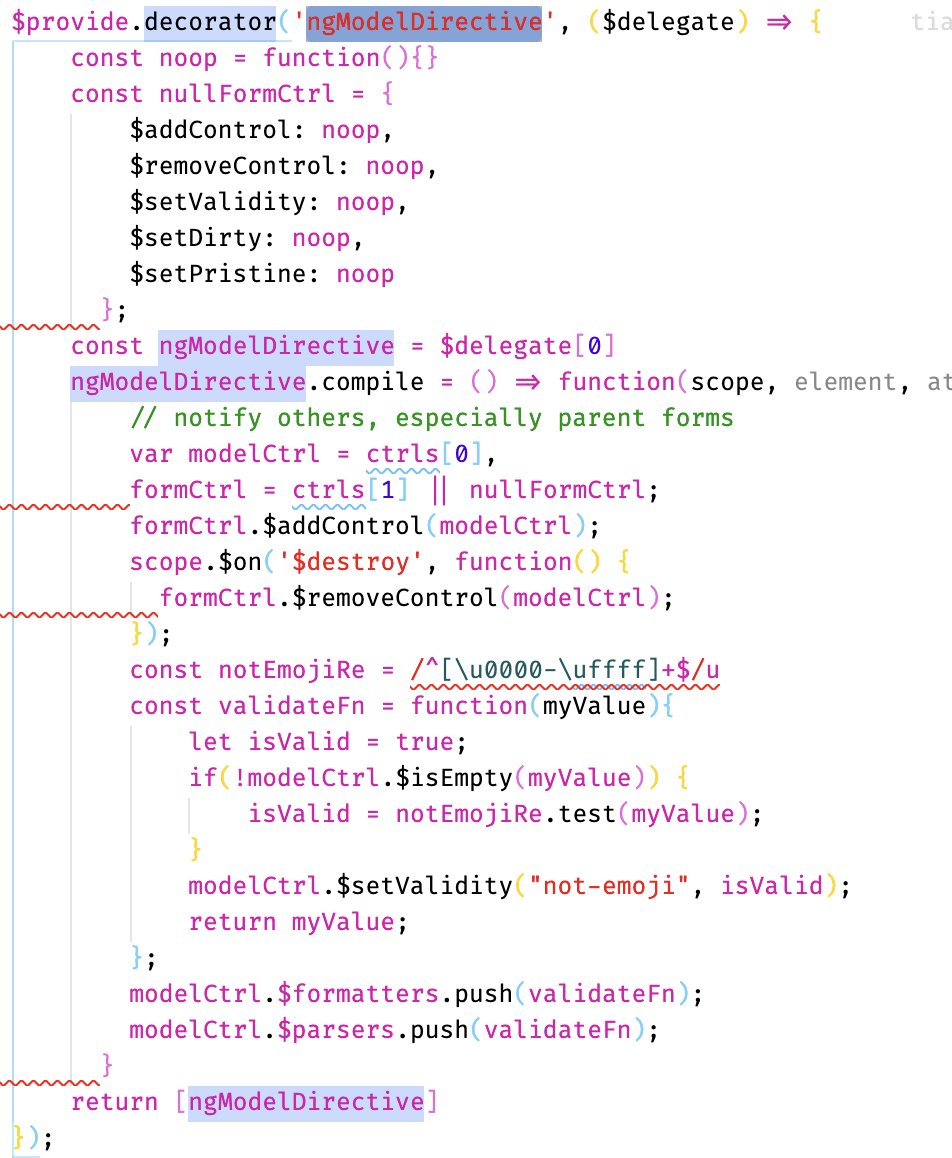 $provide.decorator('ngModelDirective', ($delegate) => { tia
const noop = function(){}
const nullFormCtrl = {
$addControl: noop,
$removeControl: noop,
$setValidity: noop,
$setDirty: noop,
$setPristine: noop
};
const ngModelDirective = $delegate[0]
ngModelDirective.compile = () => function(scope, element, at
// notify others, especially parent forms
var modelCtrl = ctrls[0],
formCtrl = ctrls[1] || nullFormCtrl;
formCtrl.$addControl(modelCtrl);
scope.$on('$destroy', function() {
formCtrl.$removeControl(modelCtrl);
});
const notEmojiRe = /^[\u0000-\uffff]+$/u
const validateFn = function(myValue){
let isValid = true;
if(!modelCtrl.$isEmpty(myValue)) {
isValid = notEmojiRe.test(myValue);
}
modelCtrl.$setValidity("not-emoji", isValid);
return myValue;
};
modelCtrl.$formatters.push(validateFn);
modelCtrl.$parsers.push(validateFn);
}
return [ngModelDirective]
});